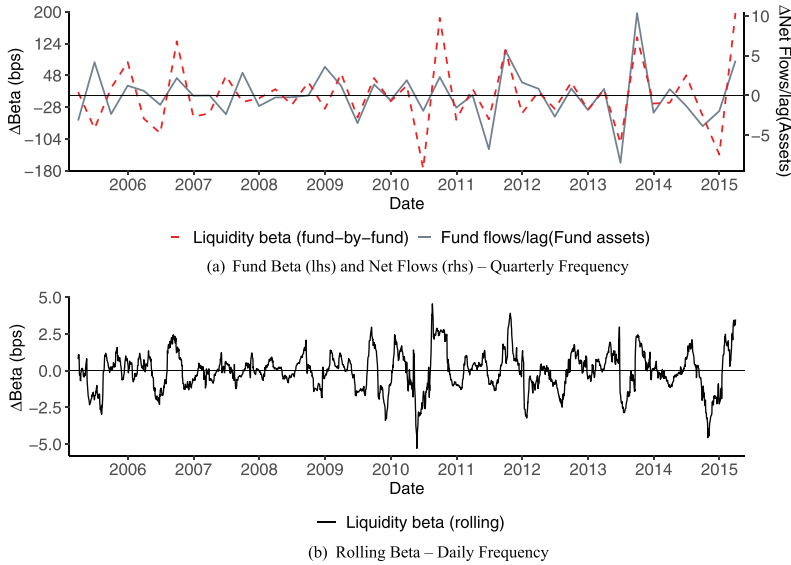 ΔBeta (bps)
200
124
48
−28
−104
−180
10
5
0
−5
ΔNet Flows/lag(Assets)
2006 2007 2008 2009 2010 2011 2012 2013 2014 2015
Date
Liquidity beta (fund−by−fund) Fund flows/lag(Fund assets)
(a) Fund Beta (lhs) and Net Flows (rhs) – Quarterly Frequency
ΔBeta (bps)
5.0
2.5
0.0
−2.5
−5.0
2006 2007 2008 2009 2010 2011 2012 2013 2014 2015
Date
Liquidity beta (rolling)
(b) Rolling Beta – Daily Frequency